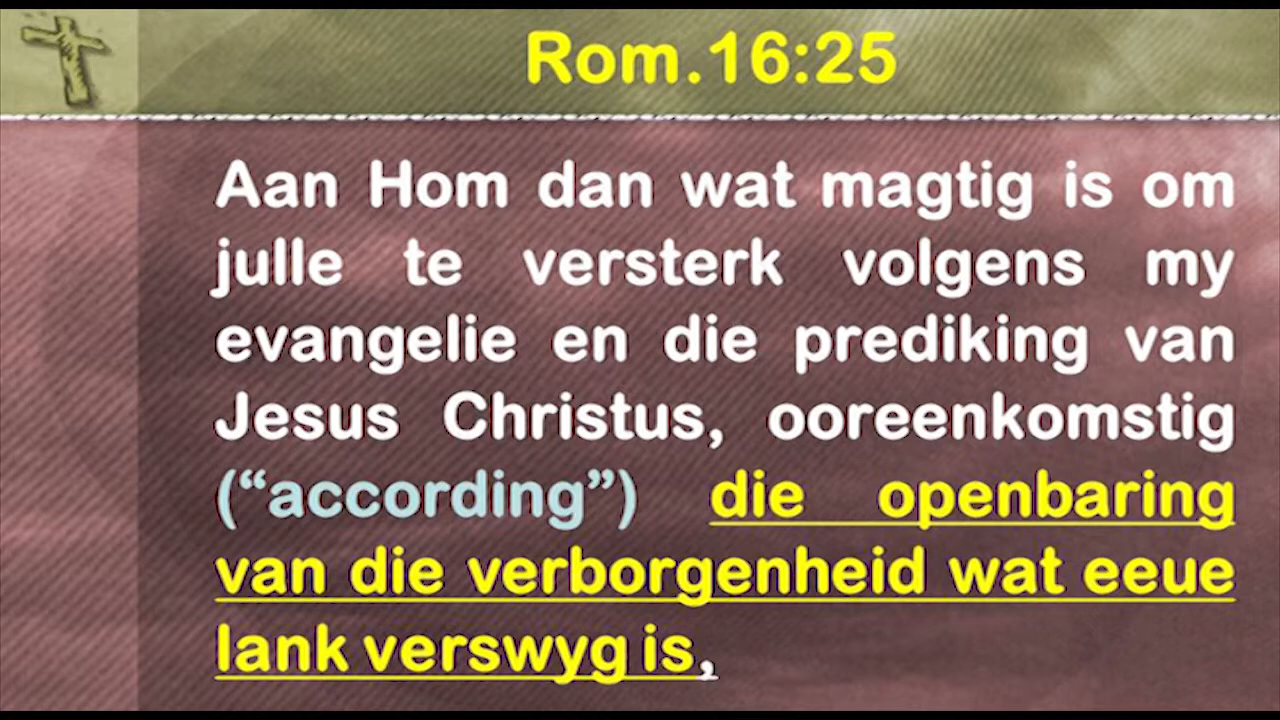 Rom.16:25
Aan Hom dan wat magtig is om
julle te versterk volgens my
evangelie en die prediking van
Jesus Christus, ooreenkomstig
(“according”) die openbaring
van die verborgenheid wat eeue
lank verswyg is,